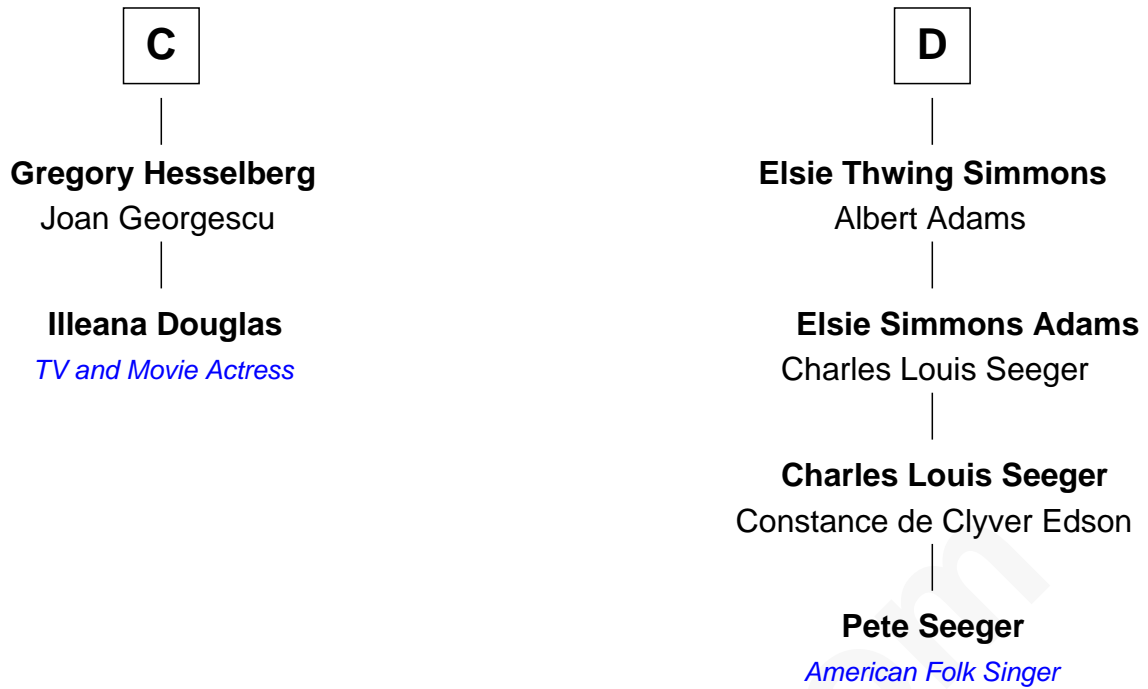 C
Gregory Hesselberg
Joan Georgescu
Illeana Douglas
TV and Movie Actress
D
Elsie Thwing Simmons
Albert Adams
Elsie Simmons Adams
Charles Louis Seeger
Charles Louis Seeger
Constance de Clyver Edson
Pete Seeger
American Folk Singer